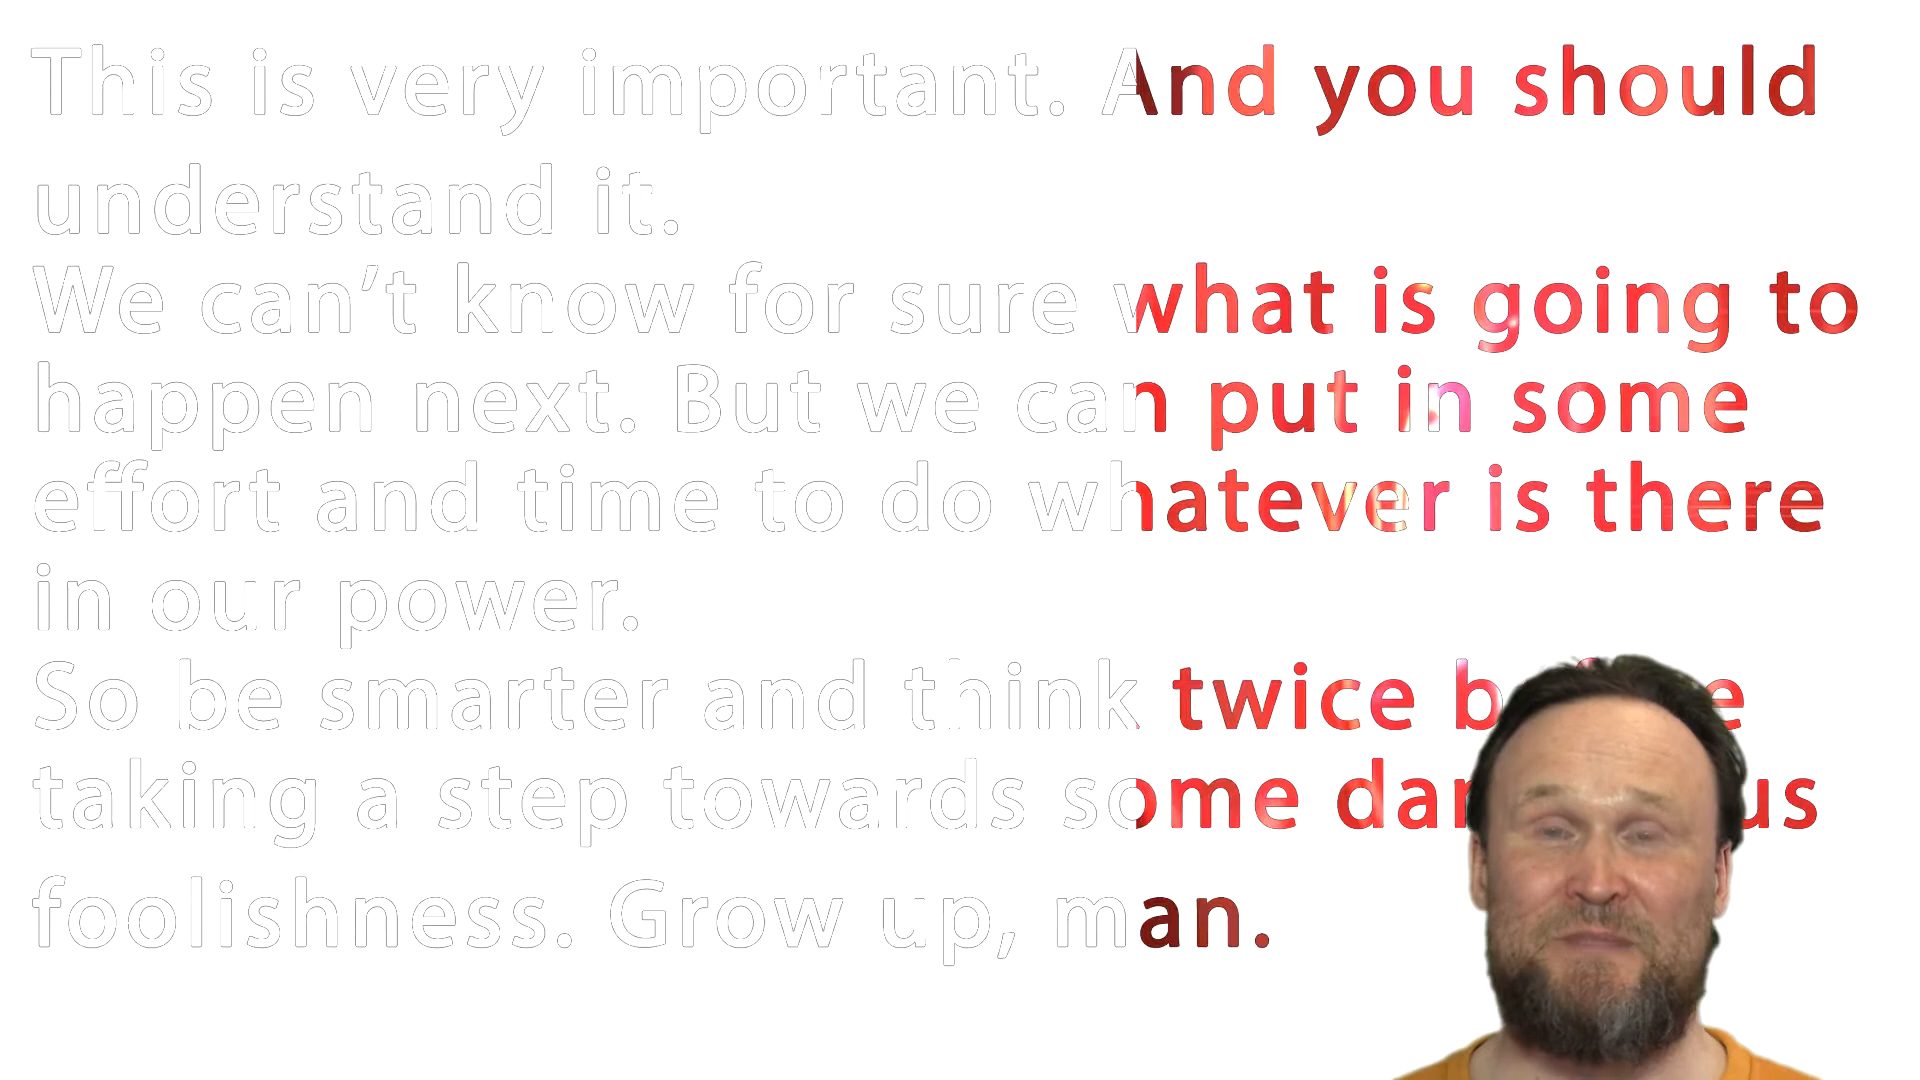 This is very important. And you should
understand it.
We can’t know for sure what is going to
happen next. But we can put in some
effort and time to do whatever is there
in our power.
So be smarter and think twice
taking a step towards some
foolishness. Grow up, man.